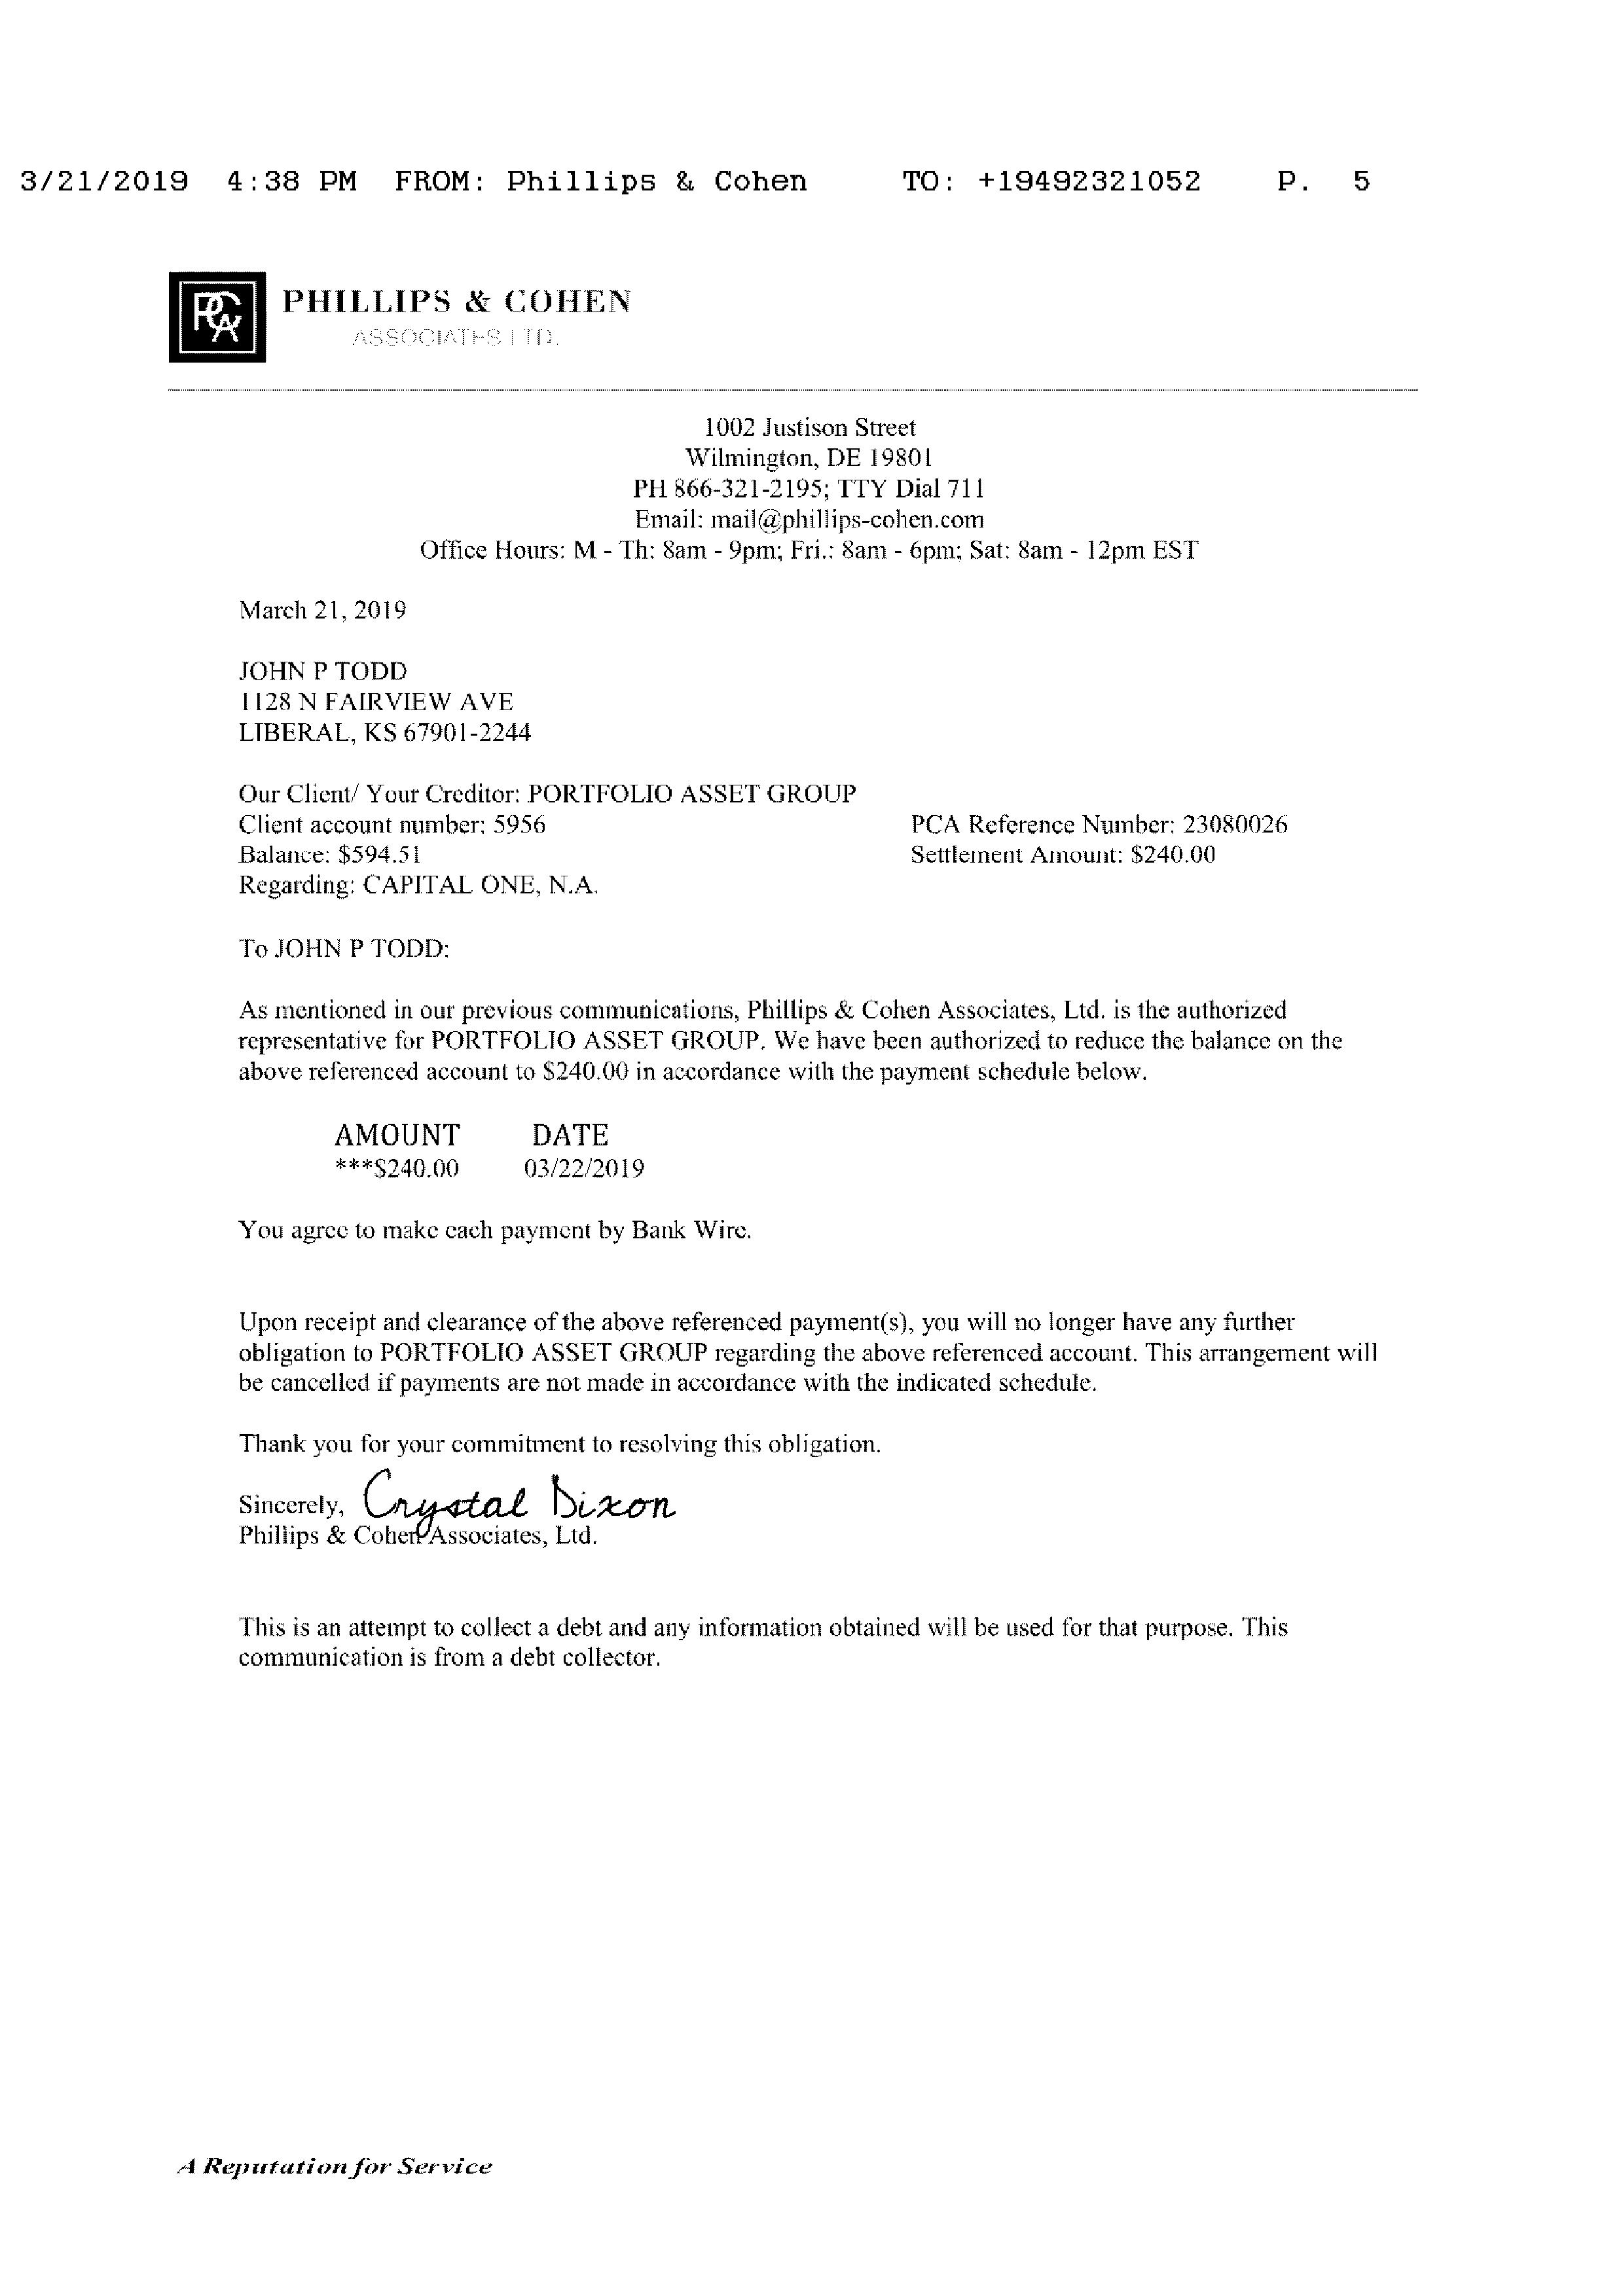 3/21/2019 4:38 PM FROM: Phillips & Cohen TO: +19492321052 P. 5
PCA
PHILLIPS & COHEN
ASSOCIATES LTD.
1002 Justison Street
Wilmington, DE 19801
PH 866-321-2195; TTY Dial 711
Email: mail@phillips-cohen.com
Office Hours: M - Th: 8am - 9pm; Fri.: 8am - 6pm; Sat: 8am - 12pm EST
March 21, 2019
JOHN P TODD
1128 N FAIRVIEW AVE
LIBERAL, KS 67901-2244
Our Client/ Your Creditor: PORTFOLIO ASSET GROUP
Client account number: 5956 PCA Reference Number: 23080026
Balance: $594.51 Settlement Amount: $240.00
Regarding: CAPITAL ONE, N.A.
To JOHN P TODD:
As mentioned in our previous communications, Phillips & Cohen Associates, Ltd. is the authorized
representative for PORTFOLIO ASSET GROUP. We have been authorized to reduce the balance on the
above referenced account to $240.00 in accordance with the payment schedule below.
AMOUNT DATE
***$240.00 03/22/2019
You agree to make each payment by Bank Wire.
Upon receipt and clearance of the above referenced payment(s), you will no longer have any further
obligation to PORTFOLIO ASSET GROUP regarding the above referenced account. This arrangement will
be cancelled if payments are not made in accordance with the indicated schedule.
Thank you for your commitment to resolving this obligation.
Sincerely, Crystal Dixon
Phillips & Cohen Associates, Ltd.
This is an attempt to collect a debt and any information obtained will be used for that purpose. This
communication is from a debt collector.
A Reputation for Service